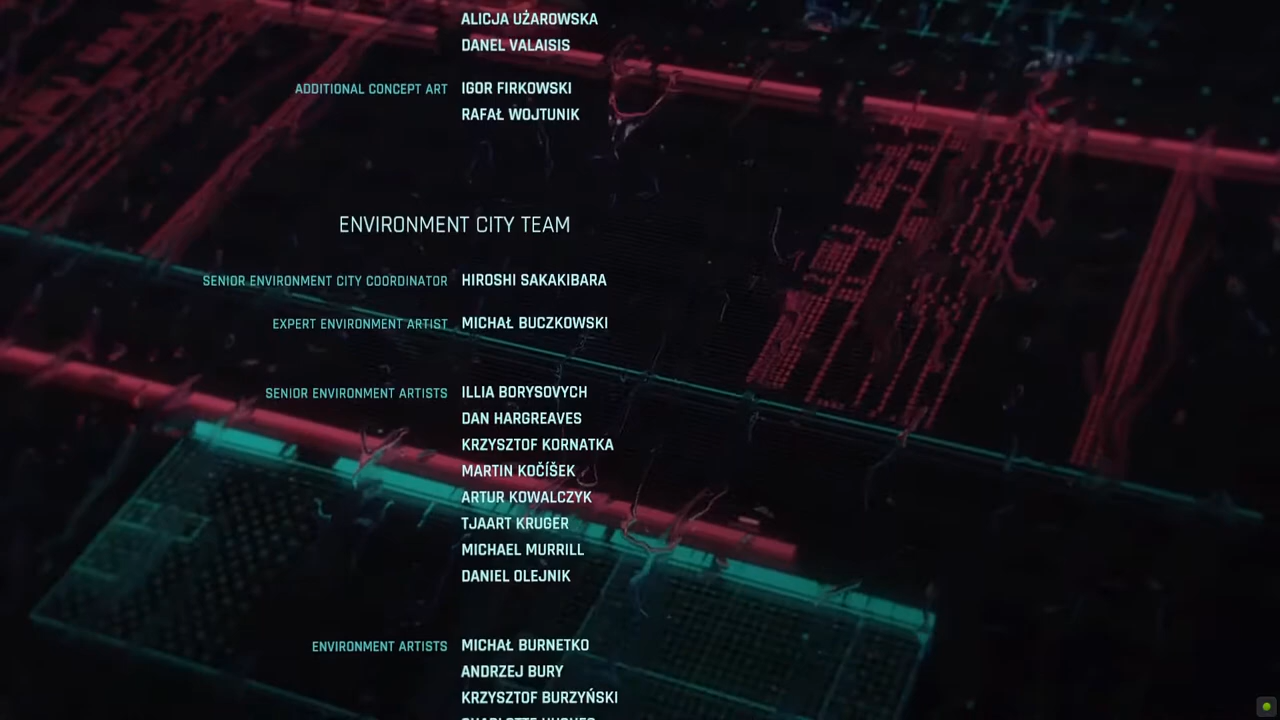 ALICJA UŻAROWSKA
DANEL VALAISIS
ADDITIONAL CONCEPT ART IGOR FIRKOWSKI
RAFAŁ WOJTUNIK
ENVIRONMENT CITY TEAM
SENIOR ENVIRONMENT CITY COORDINATOR HIROSHI SAKAKIBARA
EXPERT ENVIRONMENT ARTIST MICHAŁ BUCZKOWSKI
SENIOR ENVIRONMENT ARTISTS ILLIA BORYSOVYCH
DAN HARGREAVES
KRZYSZTOF KORNATKA
MARTIN KOČÍŠEK
ARTUR KOWALCZYK
TJAART KRUGER
MICHAEL MURRILL
DANIEL OLEJNIK
ENVIRONMENT ARTISTS MICHAŁ BURNETKO
ANDRZEJ BURY
KRZYSZTOF BURZYŃSKI